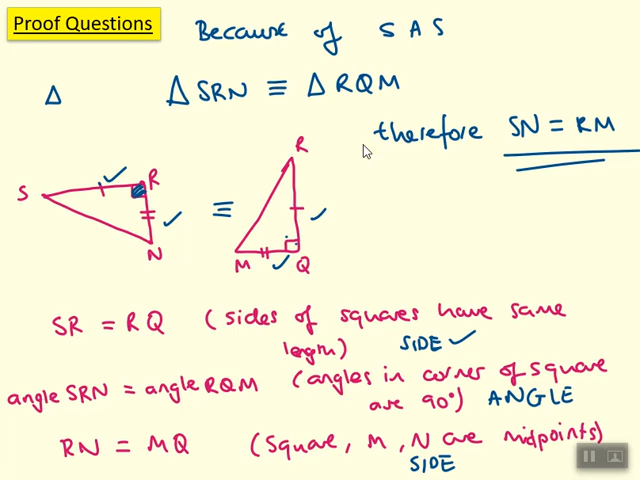 Proof Questions
Because of SAS
Δ
Δ SRN ≡ Δ RQM
therefore SN = RM
R
S
R
≡
N
M
Q
SR = RQ (sides of squares have same
length) SIDE ✓
angle SRN = angle RQM (angles in corner of square
are 90°) ANGLE
RN = MQ (square, M, N are midpoints)
SIDE